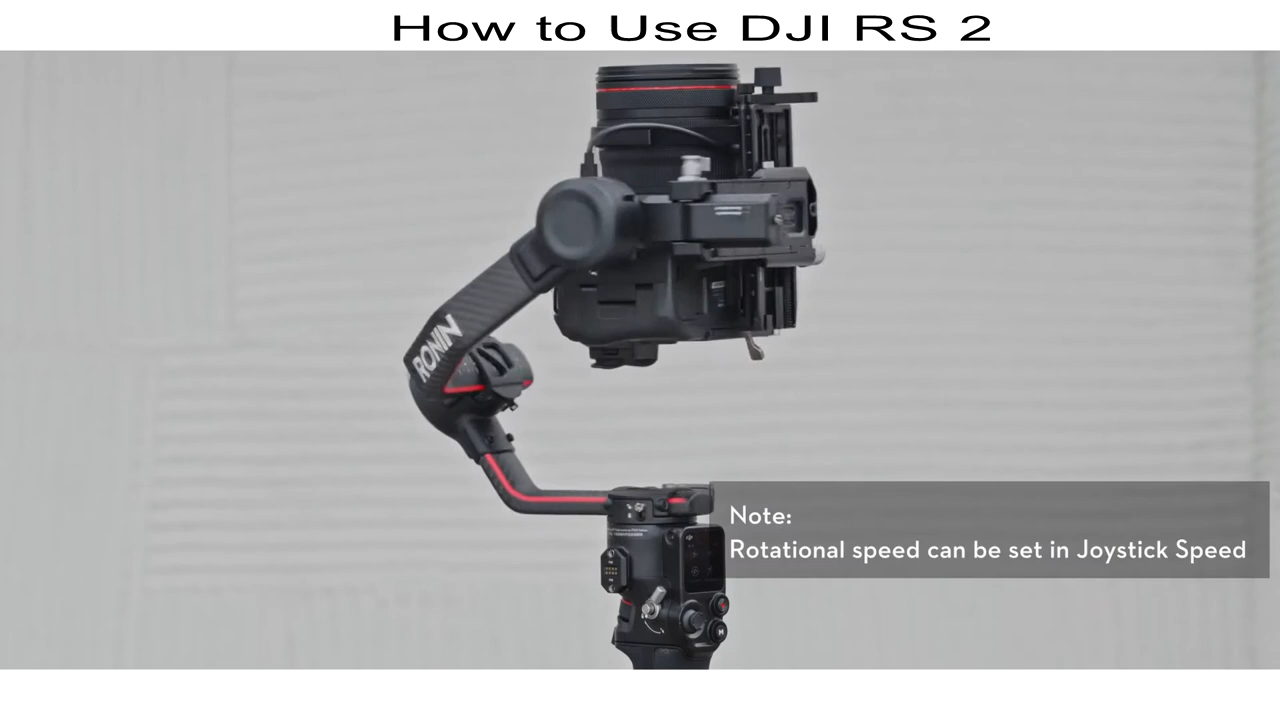 How to Use DJI RS 2
RONIN
Note:
Rotational speed can be set in Joystick Speed
M